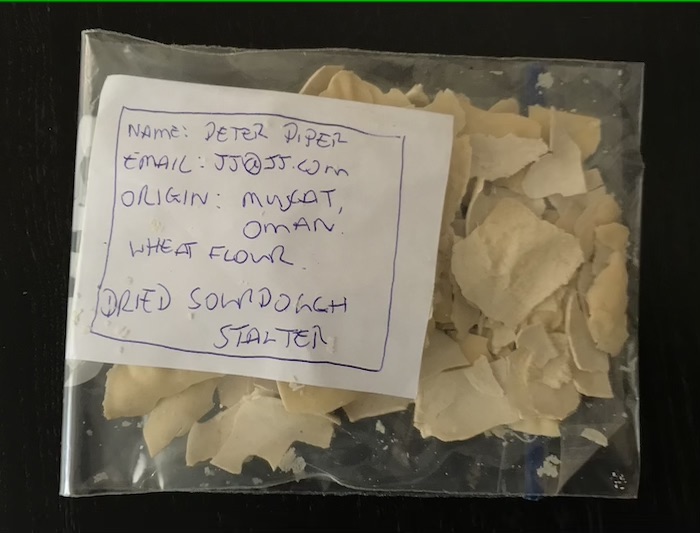 NAME: PETER PIPER
EMAIL: JJ@JJ.com
ORIGIN: MUSCAT,
OMAN.
WHEAT FLOUR
DRIED SOURDOUGH
STARTER